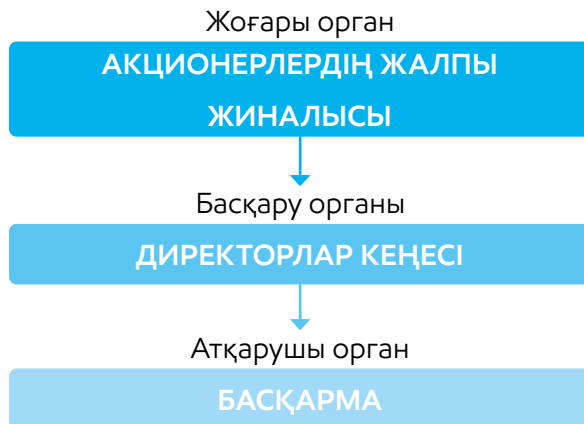 Жоғары орган
АКЦИОНЕРЛЕРДІҢ ЖАЛПЫ
ЖИНАЛЫСЫ
Басқару органы
ДИРЕКТОРЛАР КЕҢЕСІ
Атқарушы орган
БАСҚАРМА